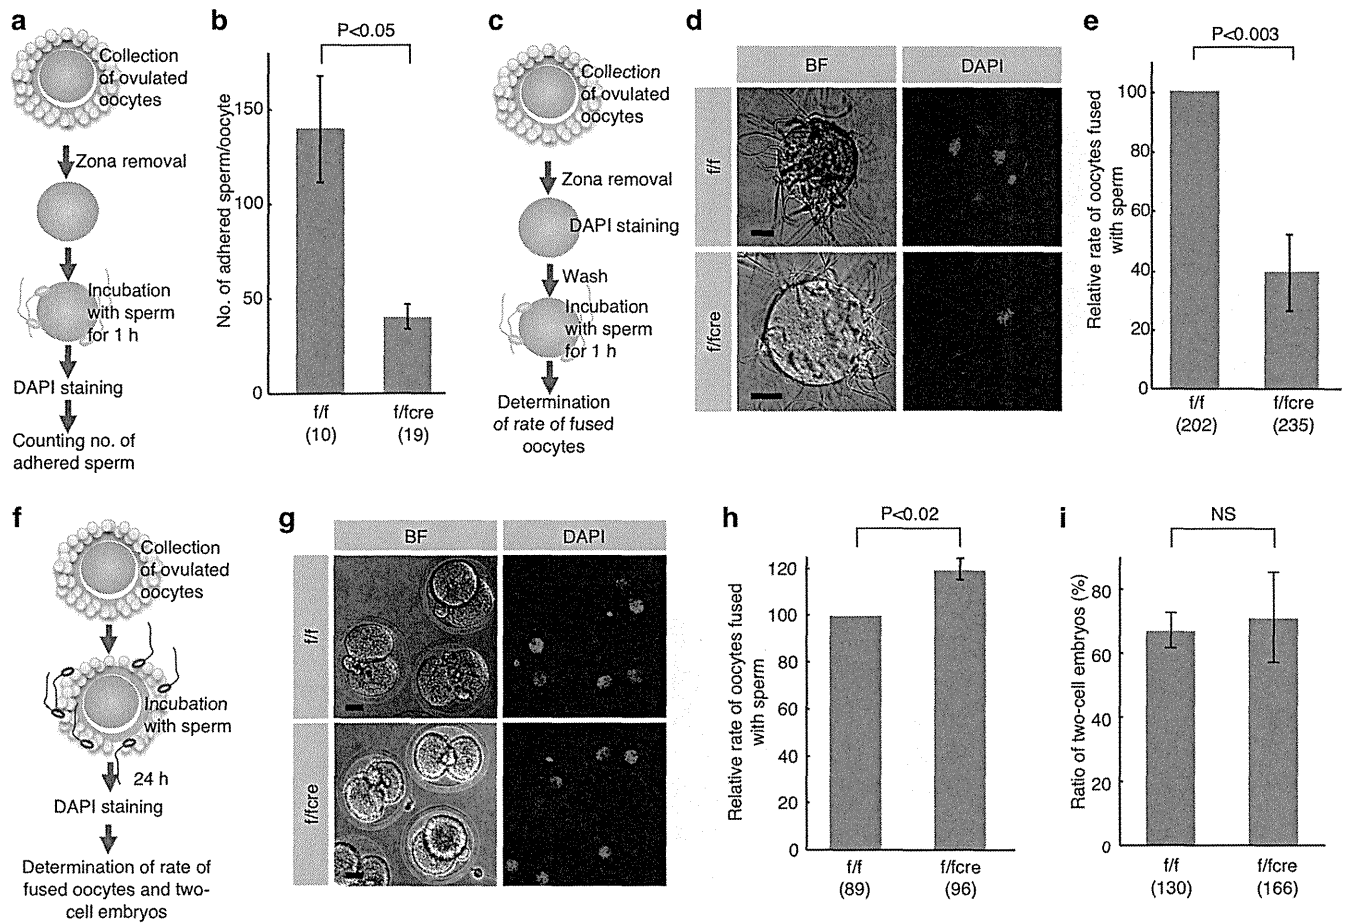 a
Collection
of ovulated
oocytes
Zona removal
Incubation
with sperm
for 1 h
DAPI staining
Counting no. of
adhered sperm
b
P<0.05
No. of adhered sperm/oocyte
150
100
50
0
f/f
f/fcre
(10)
(19)
c
Collection
of ovulated
oocytes
Zona removal
DAPI staining
Wash
Incubation
with sperm
for 1 h
Determination
of rate of fused
oocytes
d
BF
DAPI
f/f
f/fcre
e
P<0.003
Relative rate of oocytes fused
with sperm
100
80
60
40
20
0
f/f
f/fcre
(202)
(235)
f
Collection
of ovulated
oocytes
Incubation
with sperm
24 h
DAPI staining
Determination of rate of
fused oocytes and two-
cell embryos
g
BF
DAPI
f/f
f/fcre
h
P<0.02
Relative rate of oocytes fused
with sperm
120
100
80
60
40
20
0
f/f
f/fcre
(89)
(96)
i
NS
Ratio of two-cell embryos (%)
80
60
40
20
0
f/f
f/fcre
(130)
(166)